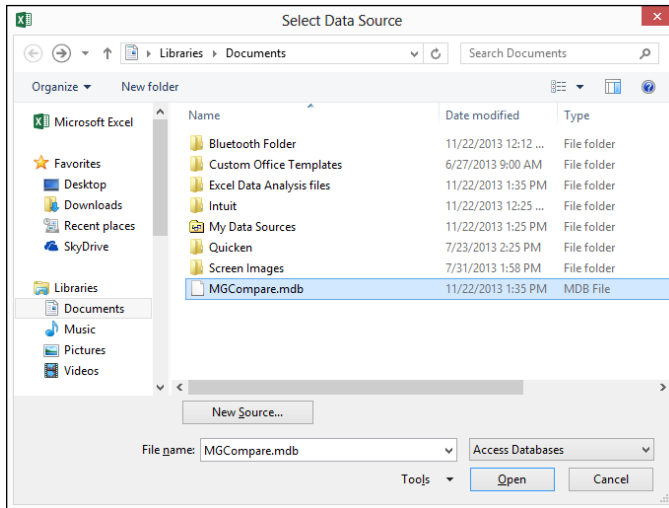 Select Data Source
Libraries Documents
Search Documents
Organize New folder
Microsoft Excel
Favorites
Desktop
Downloads
Recent places
SkyDrive
Libraries
Documents
Music
Pictures
Videos
Name Date modified Type
Bluetooth Folder 11/22/2013 12:12 ... File folder
Custom Office Templates 6/27/2013 9:00 AM File folder
Excel Data Analysis files 11/22/2013 1:35 PM File folder
Intuit 11/22/2013 12:25 ... File folder
My Data Sources 11/22/2013 1:25 PM File folder
Quicken 7/23/2013 2:25 PM File folder
Screen Images 7/31/2013 1:58 PM File folder
MGCompare.mdb 11/22/2013 1:35 PM MDB File
New Source...
File name: MGCompare.mdb Access Databases
Tools Open Cancel